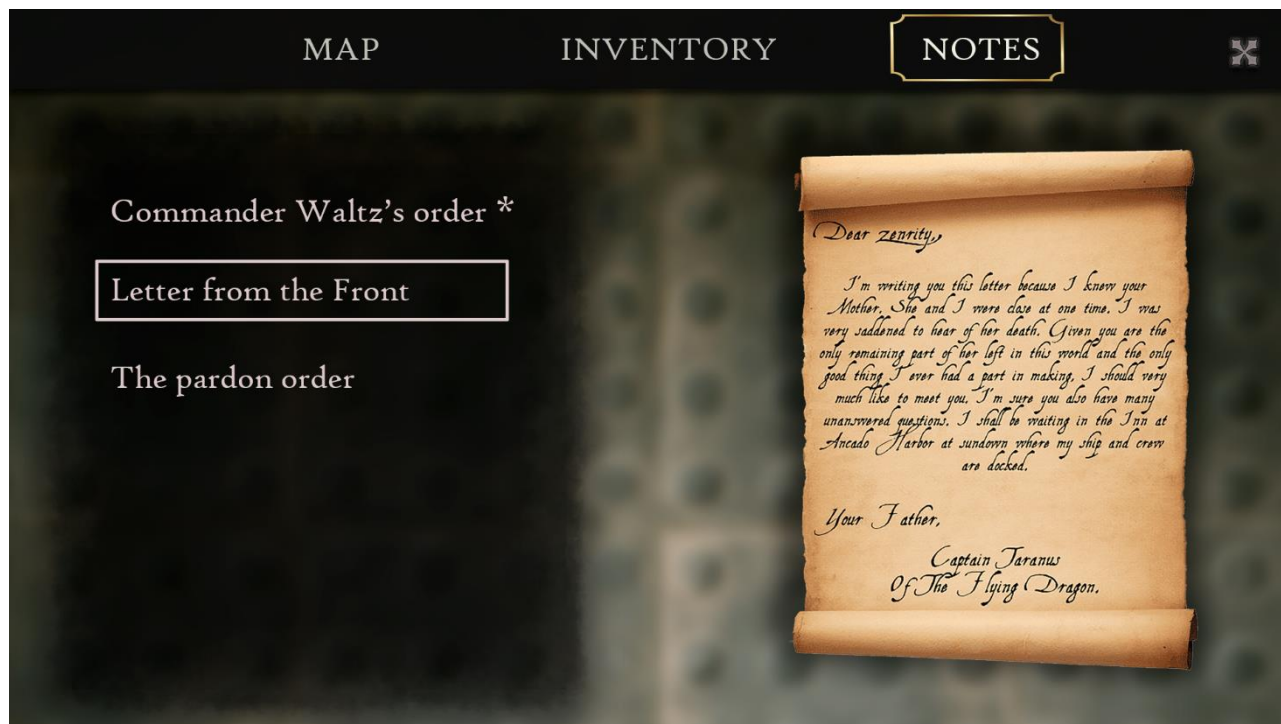 MAP INVENTORY NOTES
Commander Waltz's order *
Letter from the Front
The pardon order
Dear zenrity,
I'm writing you this letter because I knew your
Mother. She and I were close at one time. I was
very saddened to hear of her death. Given you are the
only remaining part of her left in this world and the only
good thing I ever had a part in making. I should very
much like to meet you. I'm sure you also have many
unanswered questions. I shall be waiting in the Inn at
Ancado Harbor at sundown where my ship and crew
are docked.
Your Father,
Captain Taranus
Of The Flying Dragon.